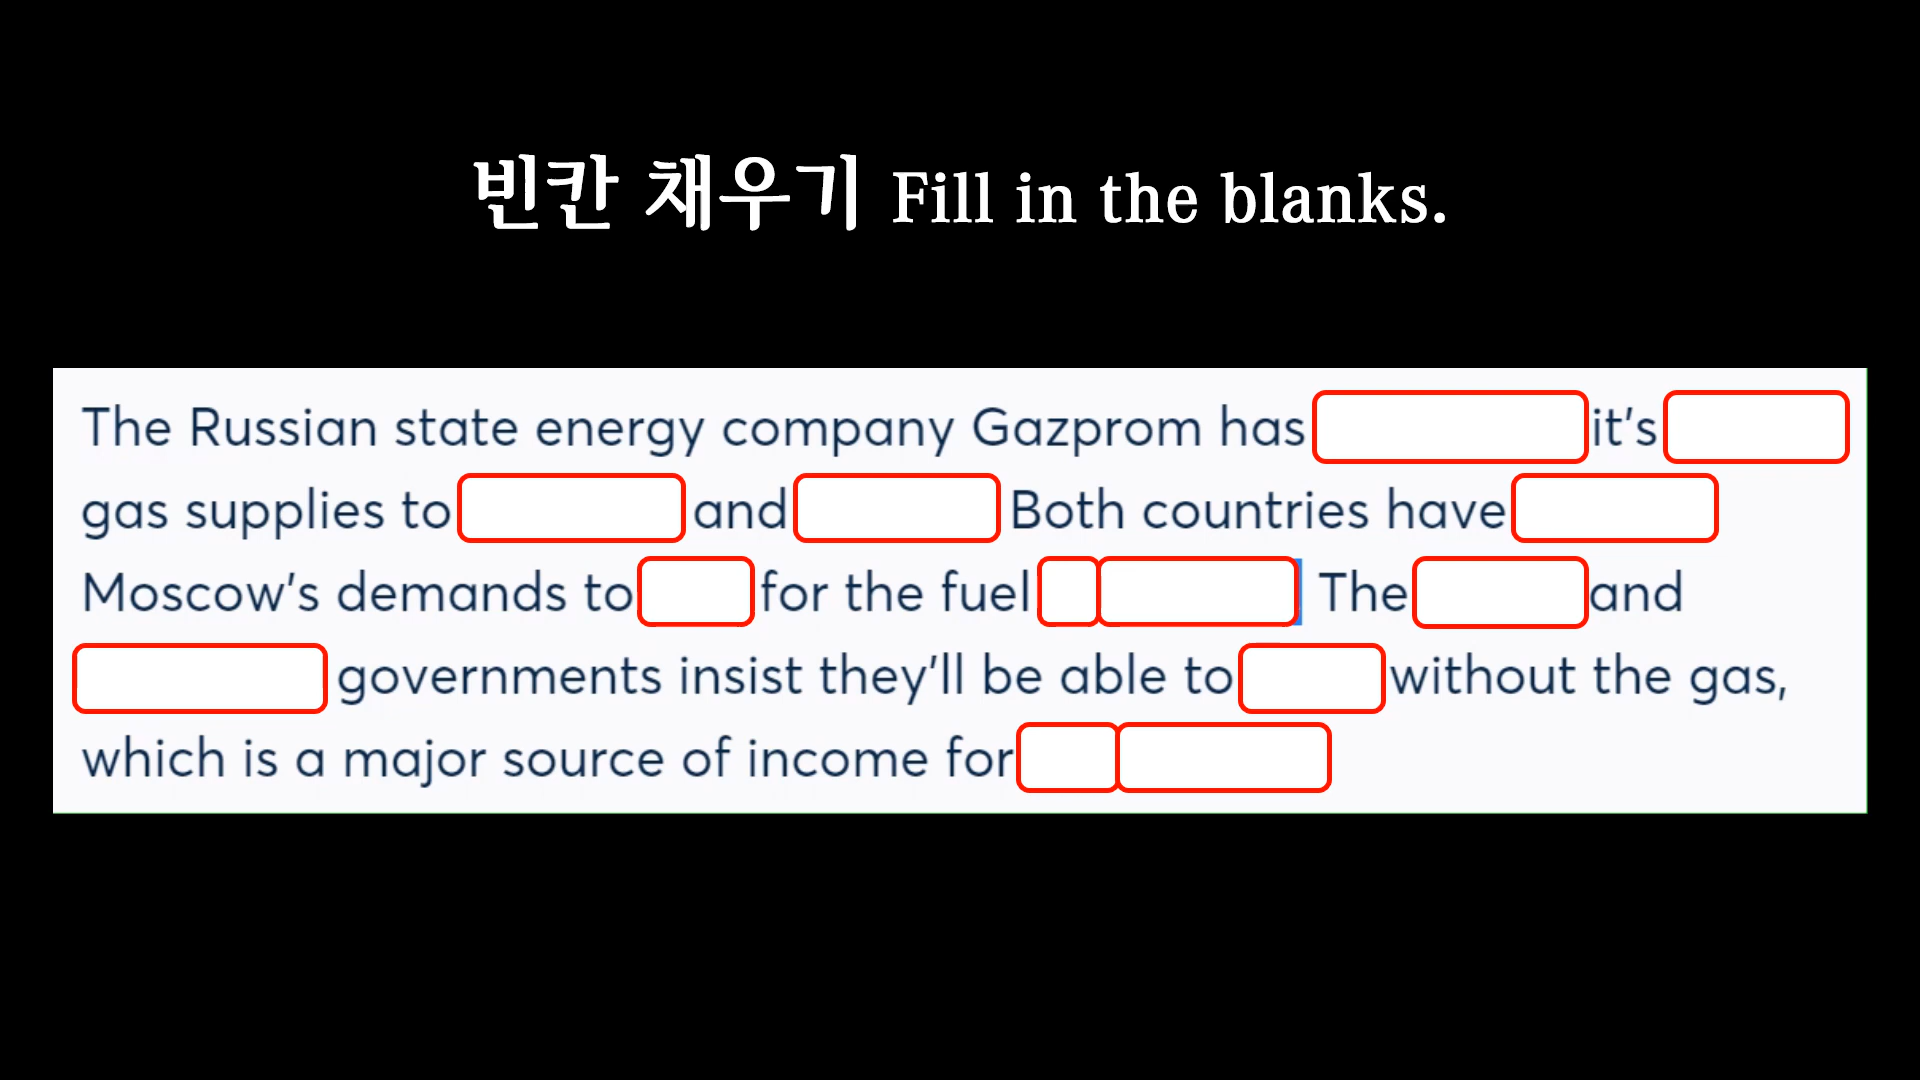 빈칸 채우기 Fill in the blanks.
The Russian state energy company Gazprom has it's
gas supplies to and Both countries have
Moscow's demands to for the fuel The and
governments insist they'll be able to without the gas,
which is a major source of income for